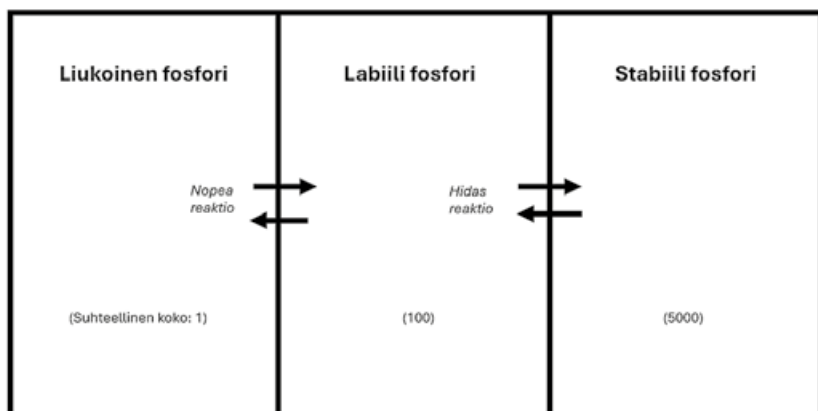 Liukoinen fosfori
Labiili fosfori
Stabiili fosfori
Nopea
reaktio
Hidas
reaktio
(Suhteellinen koko: 1)
(100)
(5000)